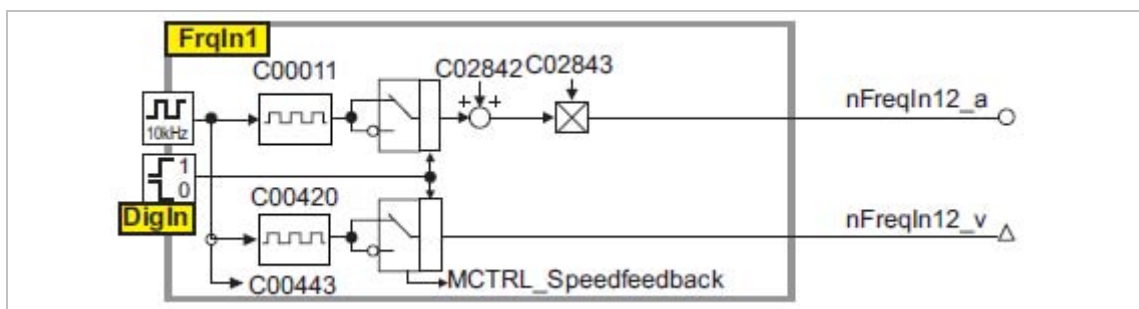 FrqIn1
C00011
C02842
C02843
+ +
nFreqIn12_a
10kHz
1
0
DigIn
C00420
nFreqIn12_v
C00443
MCTRL_Speedfeedback